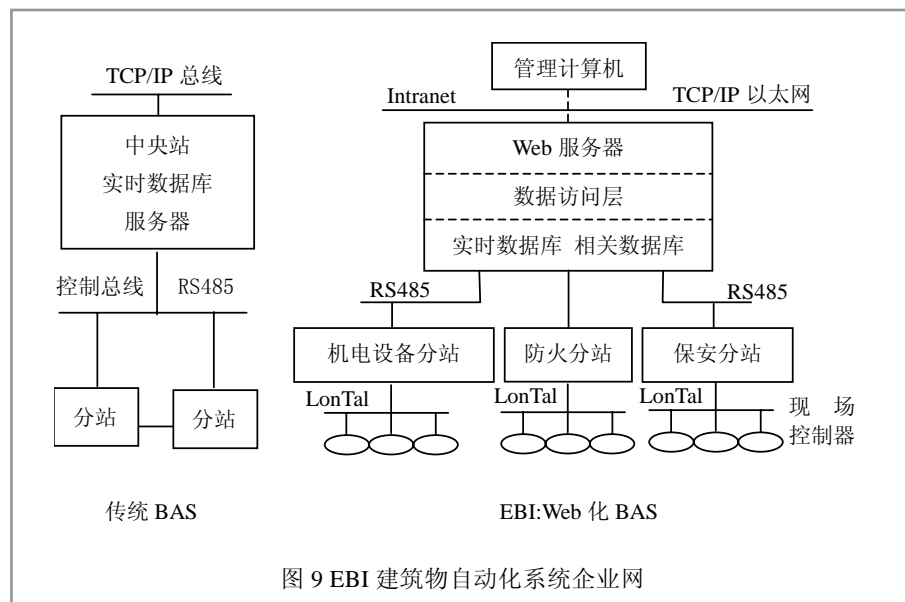 TCP/IP 总线
中央站
实时数据库
服务器
控制总线 RS485
分站 分站
传统 BAS
管理计算机
Intranet TCP/IP 以太网
Web 服务器
数据访问层
实时数据库 相关数据库
RS485 RS485
机电设备分站 防火分站 保安分站
LonTal LonTal LonTal 现 场
控制器
EBI:Web 化 BAS
图 9 EBI 建筑物自动化系统企业网